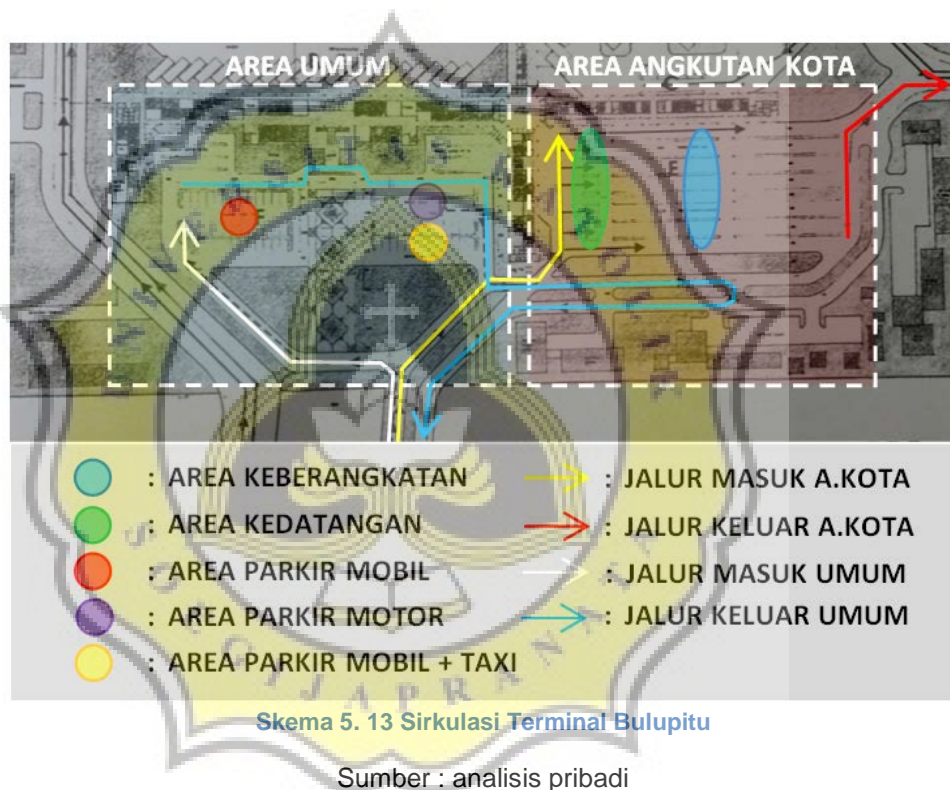 AREA UMUM
AREA ANGKUTAN KOTA
: AREA KEBERANGKATAN
: AREA KEDATANGAN
: AREA PARKIR MOBIL
: AREA PARKIR MOTOR
: AREA PARKIR MOBIL + TAXI
: JALUR MASUK A.KOTA
: JALUR KELUAR A.KOTA
: JALUR MASUK UMUM
: JALUR KELUAR UMUM
SOEGIJAPRANATA
Skema 5. 13 Sirkulasi Terminal Bulupitu
Sumber : analisis pribadi